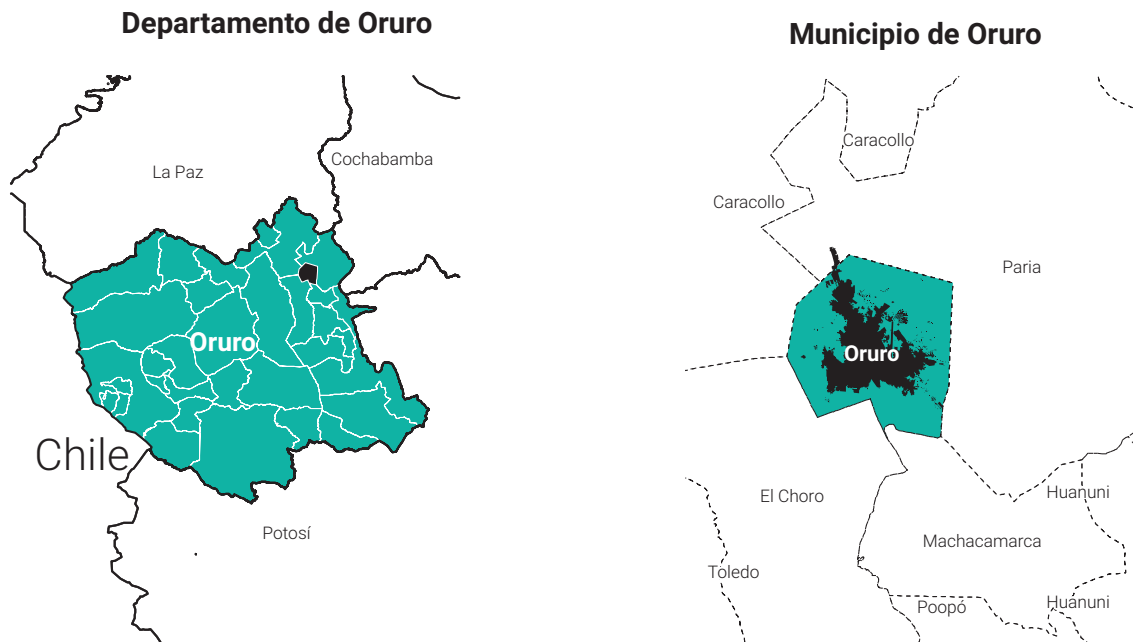 Departamento de Oruro
La Paz
Cochabamba
Oruro
Chile
Potosí
Municipio de Oruro
Caracollo
Caracollo
Paria
Oruro
El Choro
Huanuni
Machacamarca
Toledo
Poopó
Huanuni